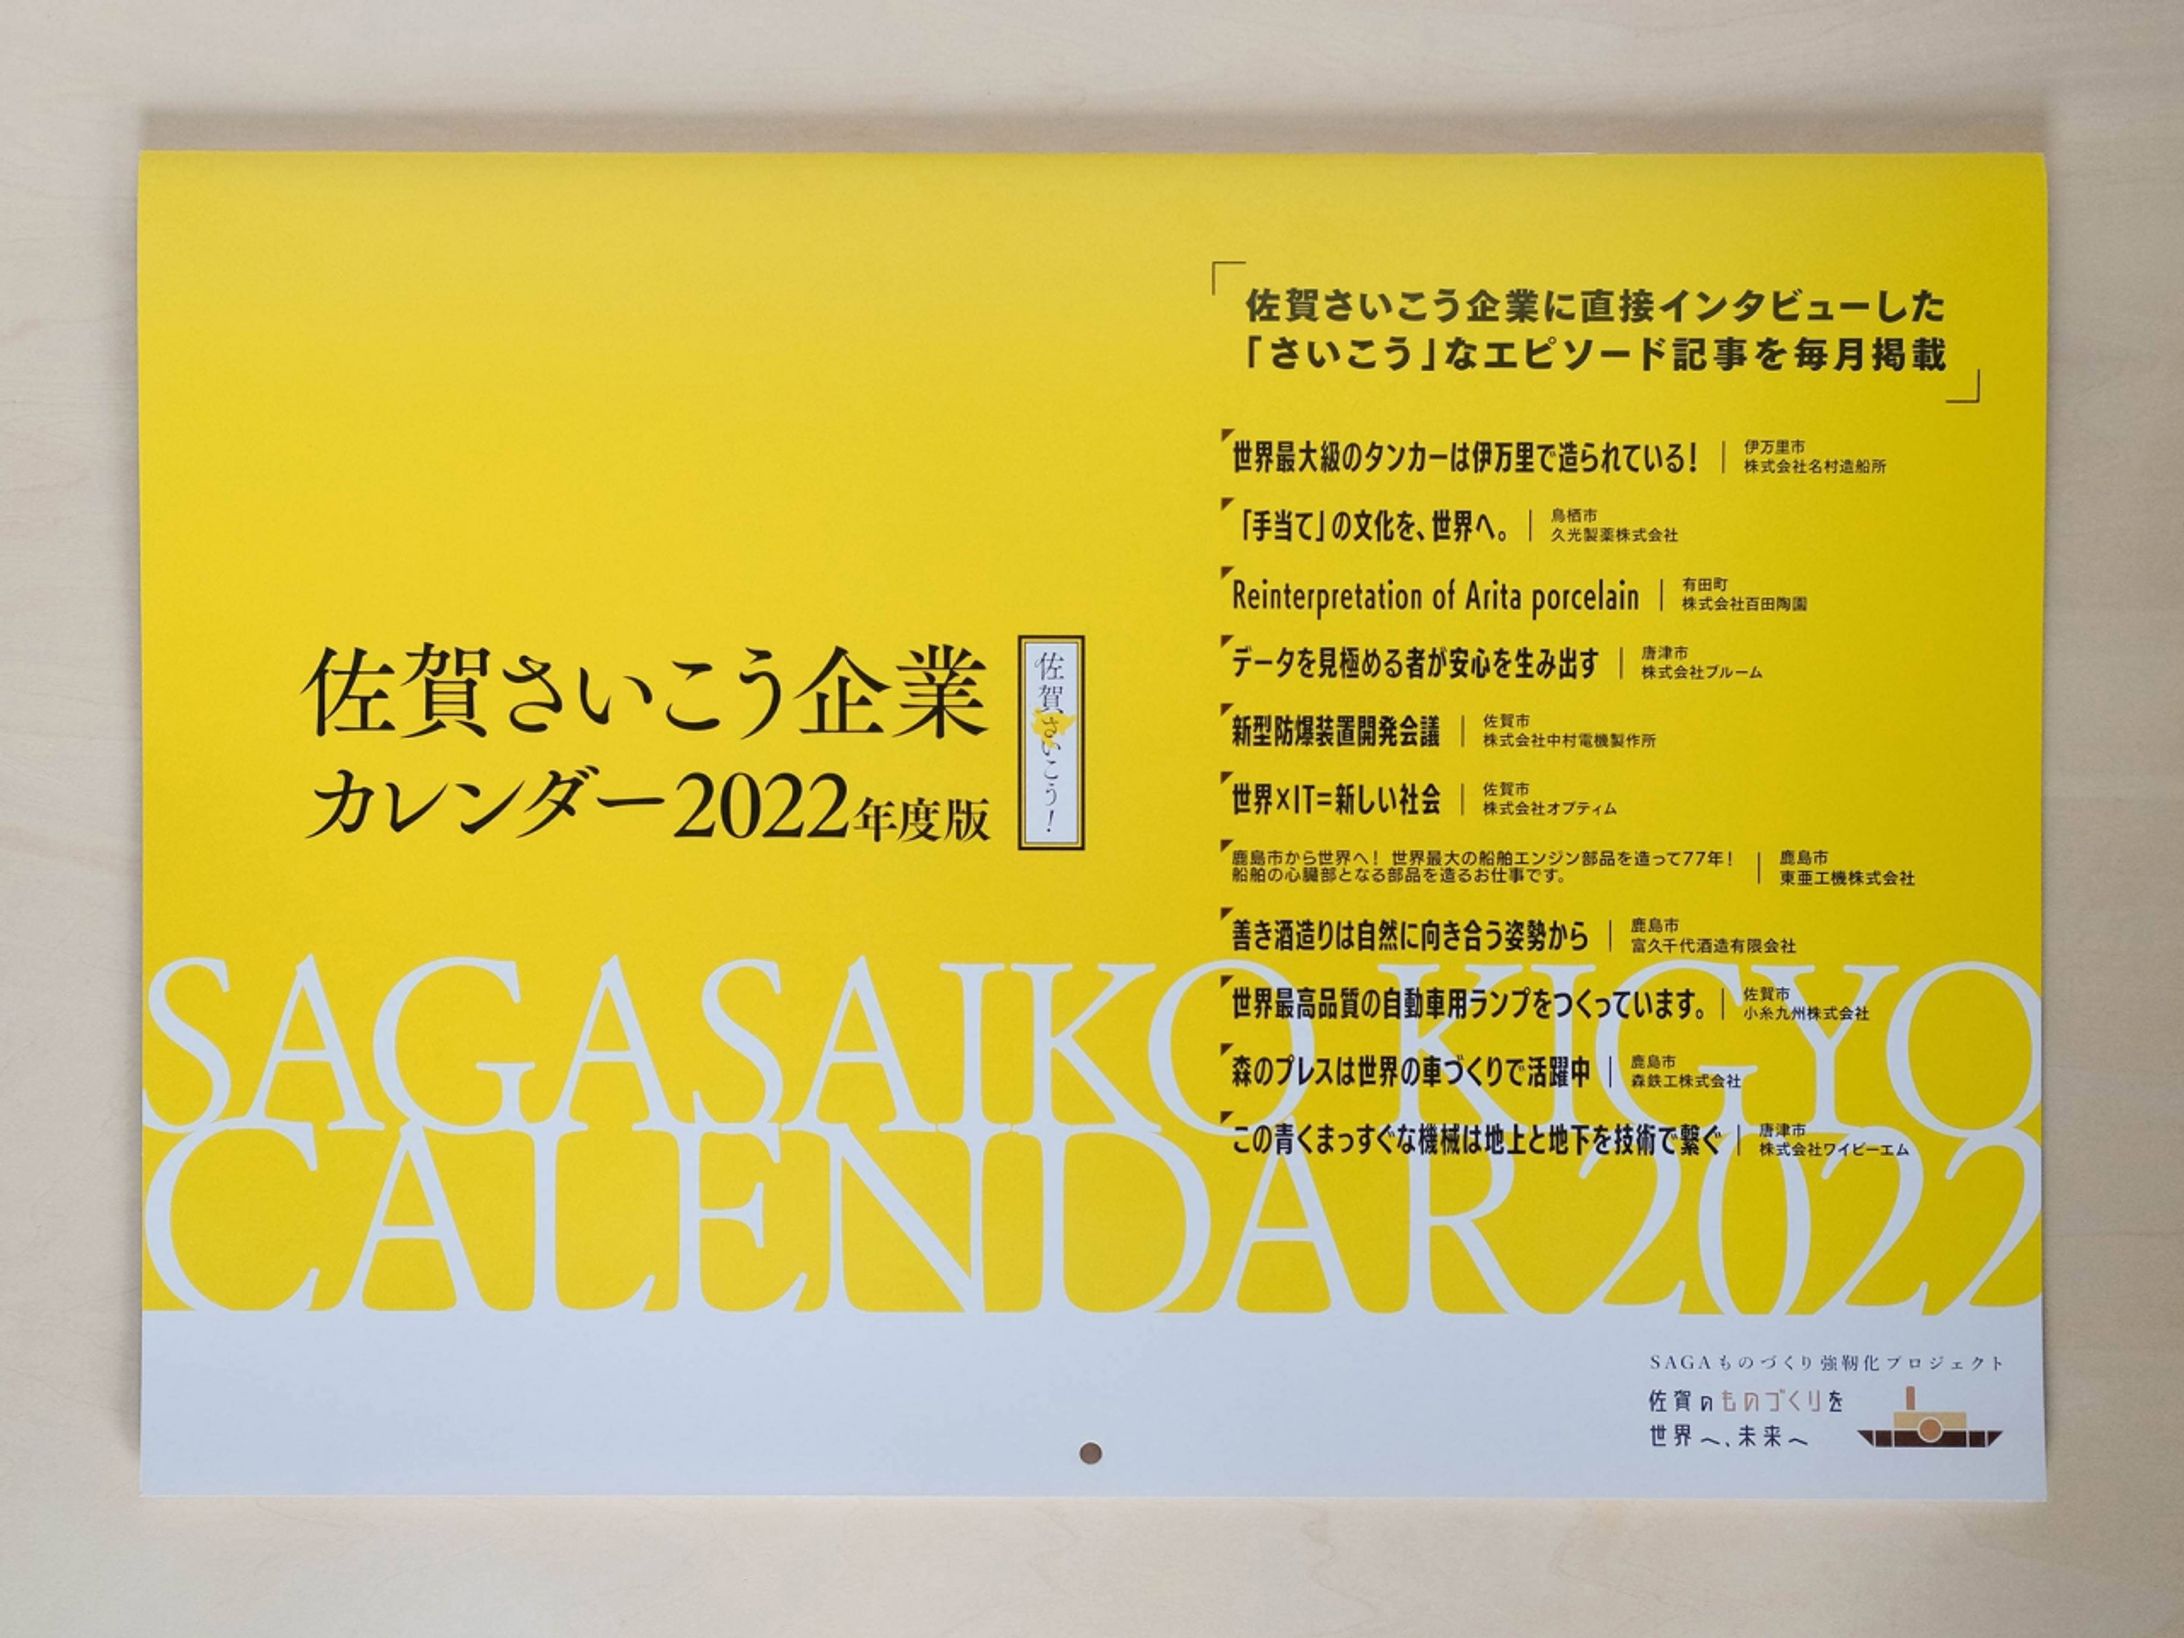 佐賀さいこう企業
カレンダー2022年度版
佐賀さいこう!
「佐賀さいこう企業に直接インタビューした
「さいこう」なエピソード記事を毎月掲載」
世界最大級のタンカーは伊万里で造られている!
伊万里市
株式会社名村造船所
「手当て」の文化を、世界へ。
鳥栖市
久光製薬株式会社
Reinterpretation of Arita porcelain
有田町
株式会社百田陶園
データを見極める者が安心を生み出す
唐津市
株式会社ブルーム
新型防爆装置開発会議
佐賀市
株式会社中村電機製作所
世界×IT=新しい社会
佐賀市
株式会社オプティム
鹿島市から世界へ! 世界最大の船舶エンジン部品を造って77年!
船舶の心臓部となる部品を造るお仕事です。
鹿島市
東亜工機株式会社
善き酒造りは自然に向き合う姿勢から
鹿島市
富久千代酒造有限会社
世界最高品質の自動車用ランプをつくっています。
佐賀市
小糸九州株式会社
森のプレスは世界の車づくりで活躍中
鹿島市
森鉄工株式会社
この青くまっすぐな機械は地上と地下を技術で繋ぐ
唐津市
株式会社ワイビーエム
SAGASAIKO KIGYO
CALENDAR 2022
SAGAものづくり強靭化プロジェクト
佐賀のものづくりを
世界へ、未来へ